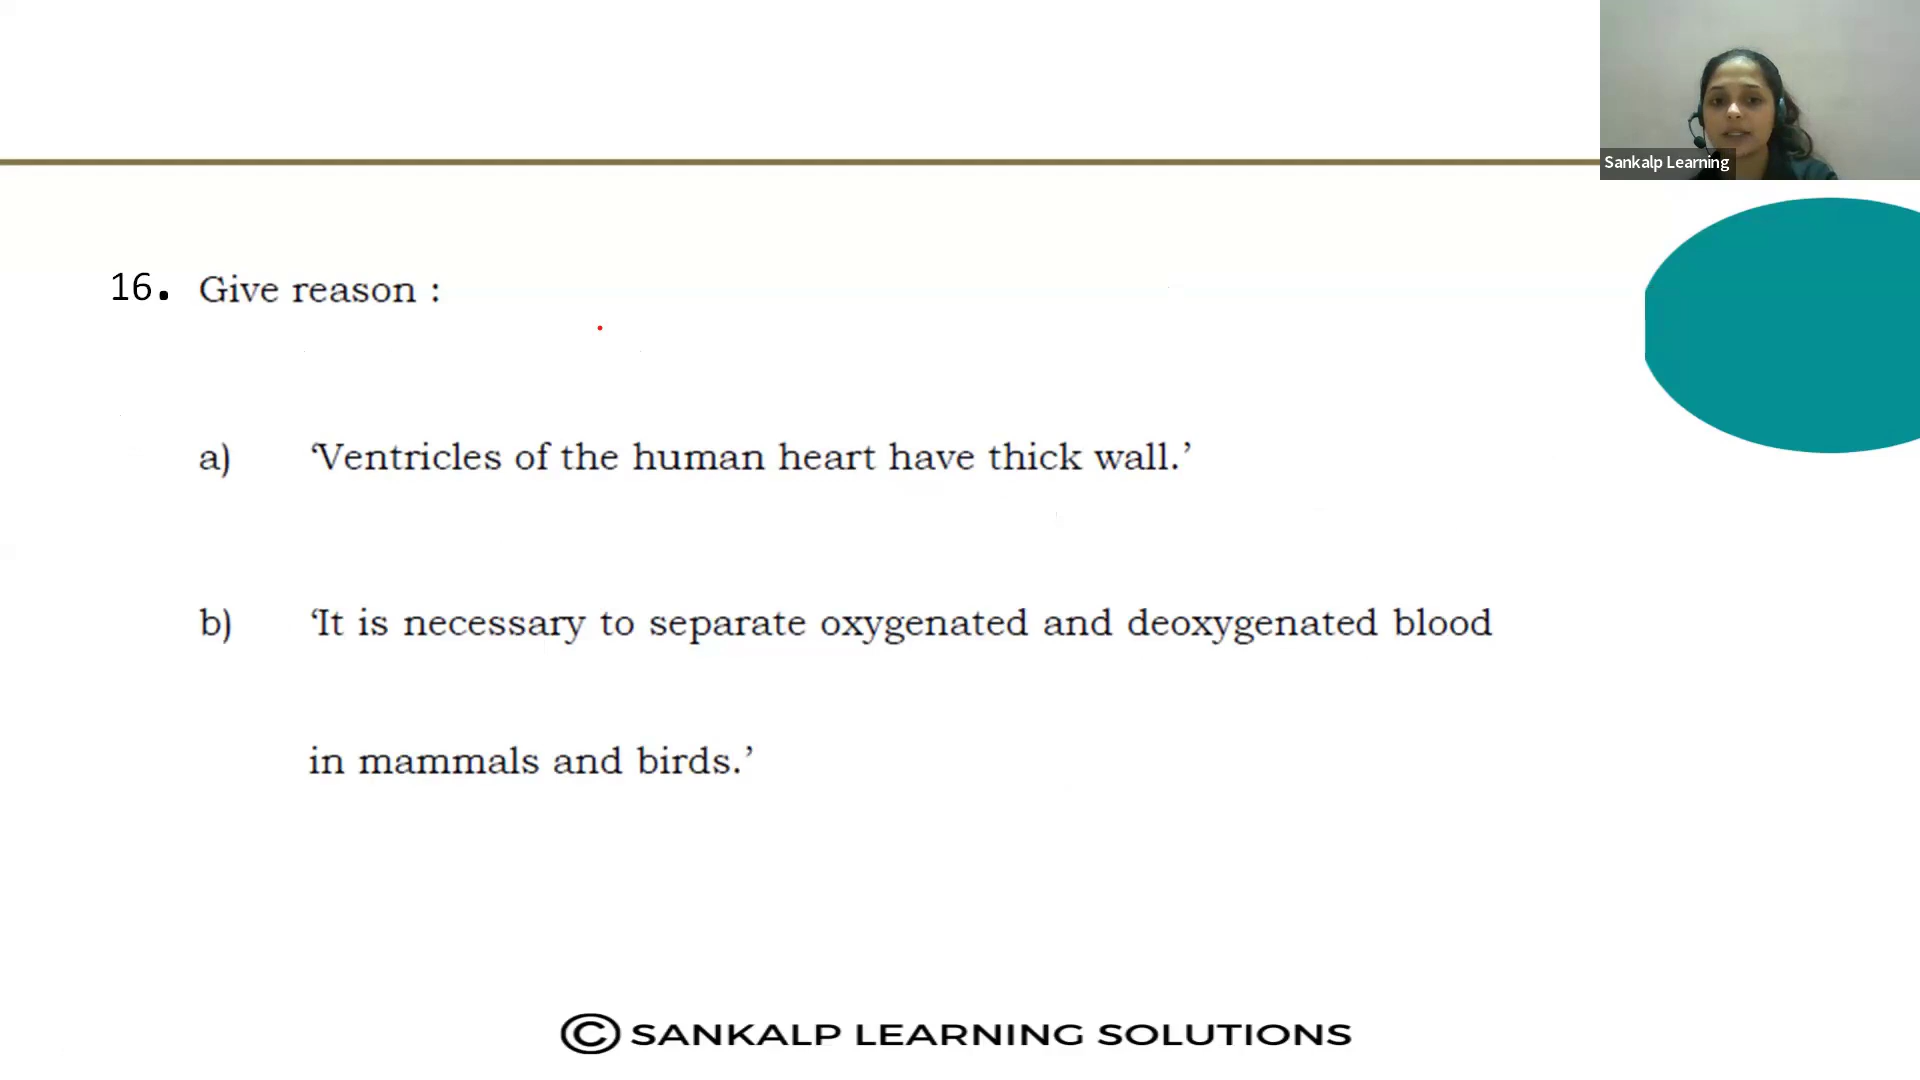 Sankalp Learning
16. Give reason :
a) ‘Ventricles of the human heart have thick wall.’
b) ‘It is necessary to separate oxygenated and deoxygenated blood
in mammals and birds.’
© SANKALP LEARNING SOLUTIONS